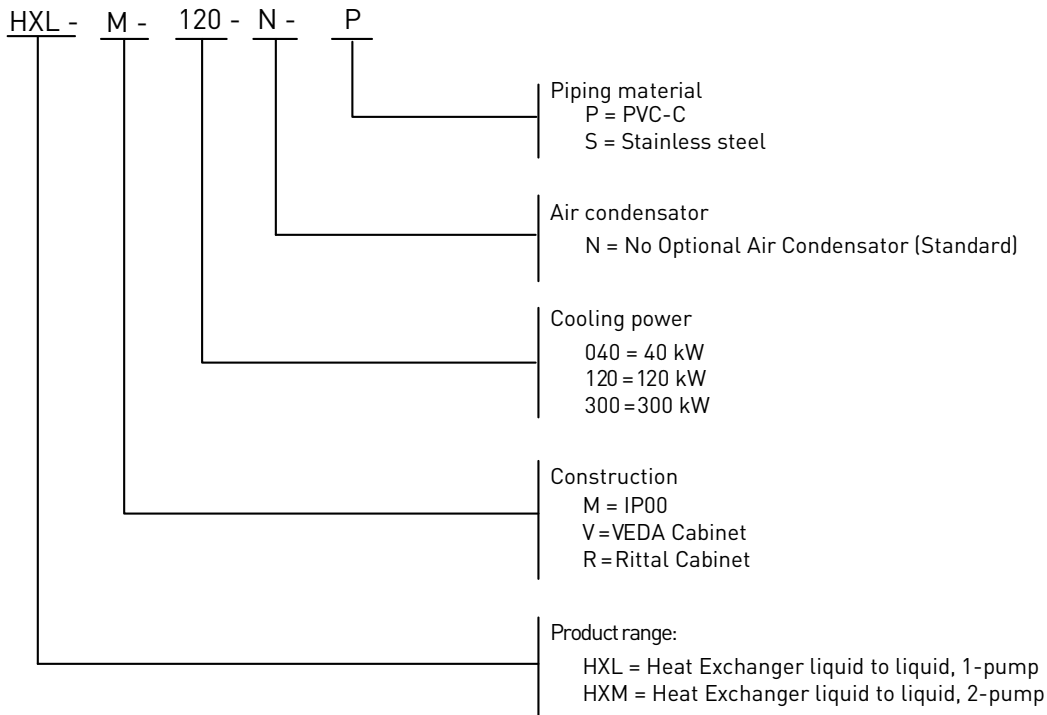 HXL - M - 120 - N - P
Piping material
P = PVC-C
S = Stainless steel
Air condensator
N = No Optional Air Condensator (Standard)
Cooling power
040 = 40 kW
120 = 120 kW
300 = 300 kW
Construction
M = IP00
V = VEDA Cabinet
R = Rittal Cabinet
Product range:
HXL = Heat Exchanger liquid to liquid, 1-pump
HXM = Heat Exchanger liquid to liquid, 2-pump